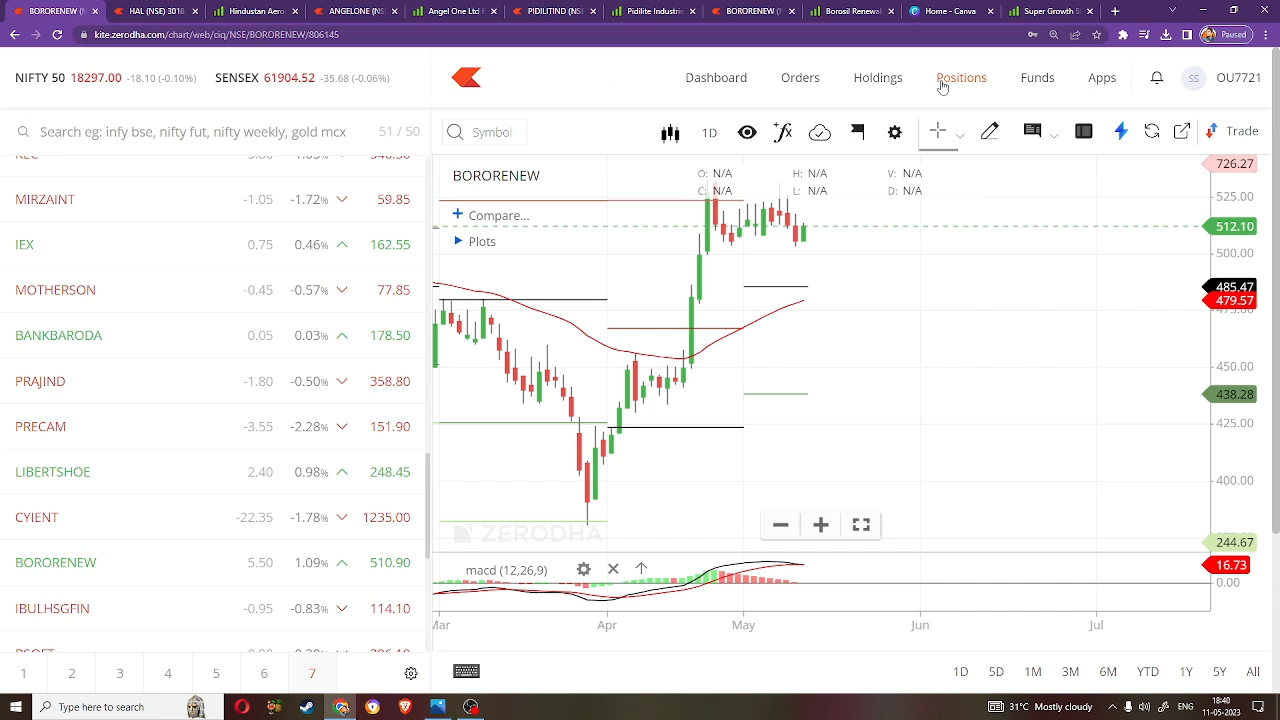 BORORENEW (N
HAL(NSE) 301B
Hindustan Aero
ANGELONE (NS
Angel One Ltd F
PIDILITIND (NSE
Pidilite Industrie
BORORENEW (N
Borosil Renewal
Home - Canva
Supra Growth Si
kite.zerodha.com/chart/web/ciq/NSE/BORORENEW/806145
Paused
NIFTY 50 18297.00 -18.10 (-0.10%) SENSEX 61904.52 -35.68 (-0.06%)
Dashboard Orders Holdings Positions Funds Apps SS OU7721
Search eg: infy bse, nifty fut, nifty weekly, gold mcx 51 / 50
Symbol 1D Trade
MIRZAINT -1.05 -1.72% 59.85
IEX 0.75 0.46% 162.55
MOTHERSON -0.45 -0.57% 77.85
BANKBARODA 0.05 0.03% 178.50
PRAJIND -1.80 -0.50% 358.80
PRECAM -3.55 -2.28% 151.90
LIBERTSHOE 2.40 0.98% 248.45
CYIENT -22.35 -1.78% 1235.00
BORORENEW 5.50 1.09% 510.90
IBULHSGFIN -0.95 -0.83% 114.10
1 2 3 4 5 6 7
BORORENEW
O: N/A H: N/A V: N/A
C: N/A L: N/A D: N/A
Compare...
Plots
726.27
525.00
512.10
500.00
485.47
479.57
450.00
438.28
425.00
400.00
244.67
ZERODHA
macd (12,26,9)
16.73
0.00
Mar Apr May Jun Jul
1D 5D 1M 3M 6M YTD 1Y 5Y All
Type here to search
31°C Mostly cloudy
ENG
18:40
11-05-2023